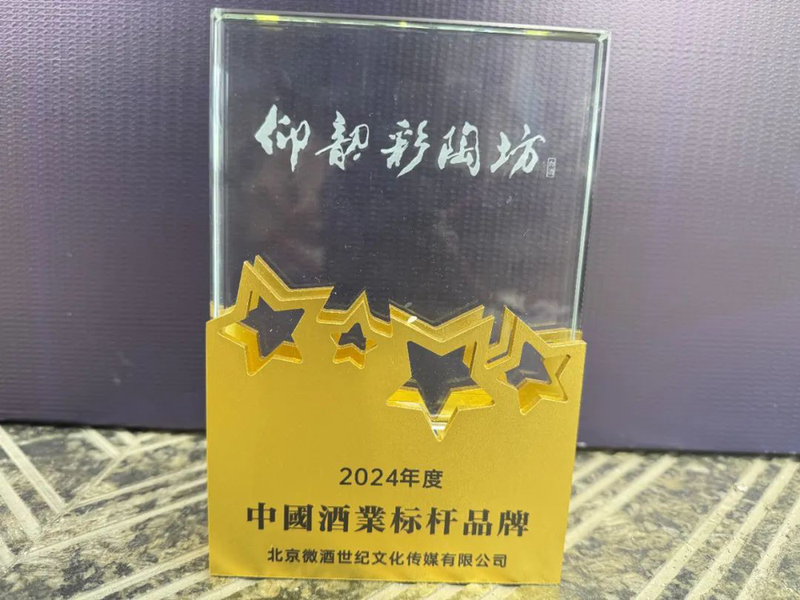 仰韶彩陶坊
2024年度
中國酒業标杆品牌
北京微酒世纪文化传媒有限公司